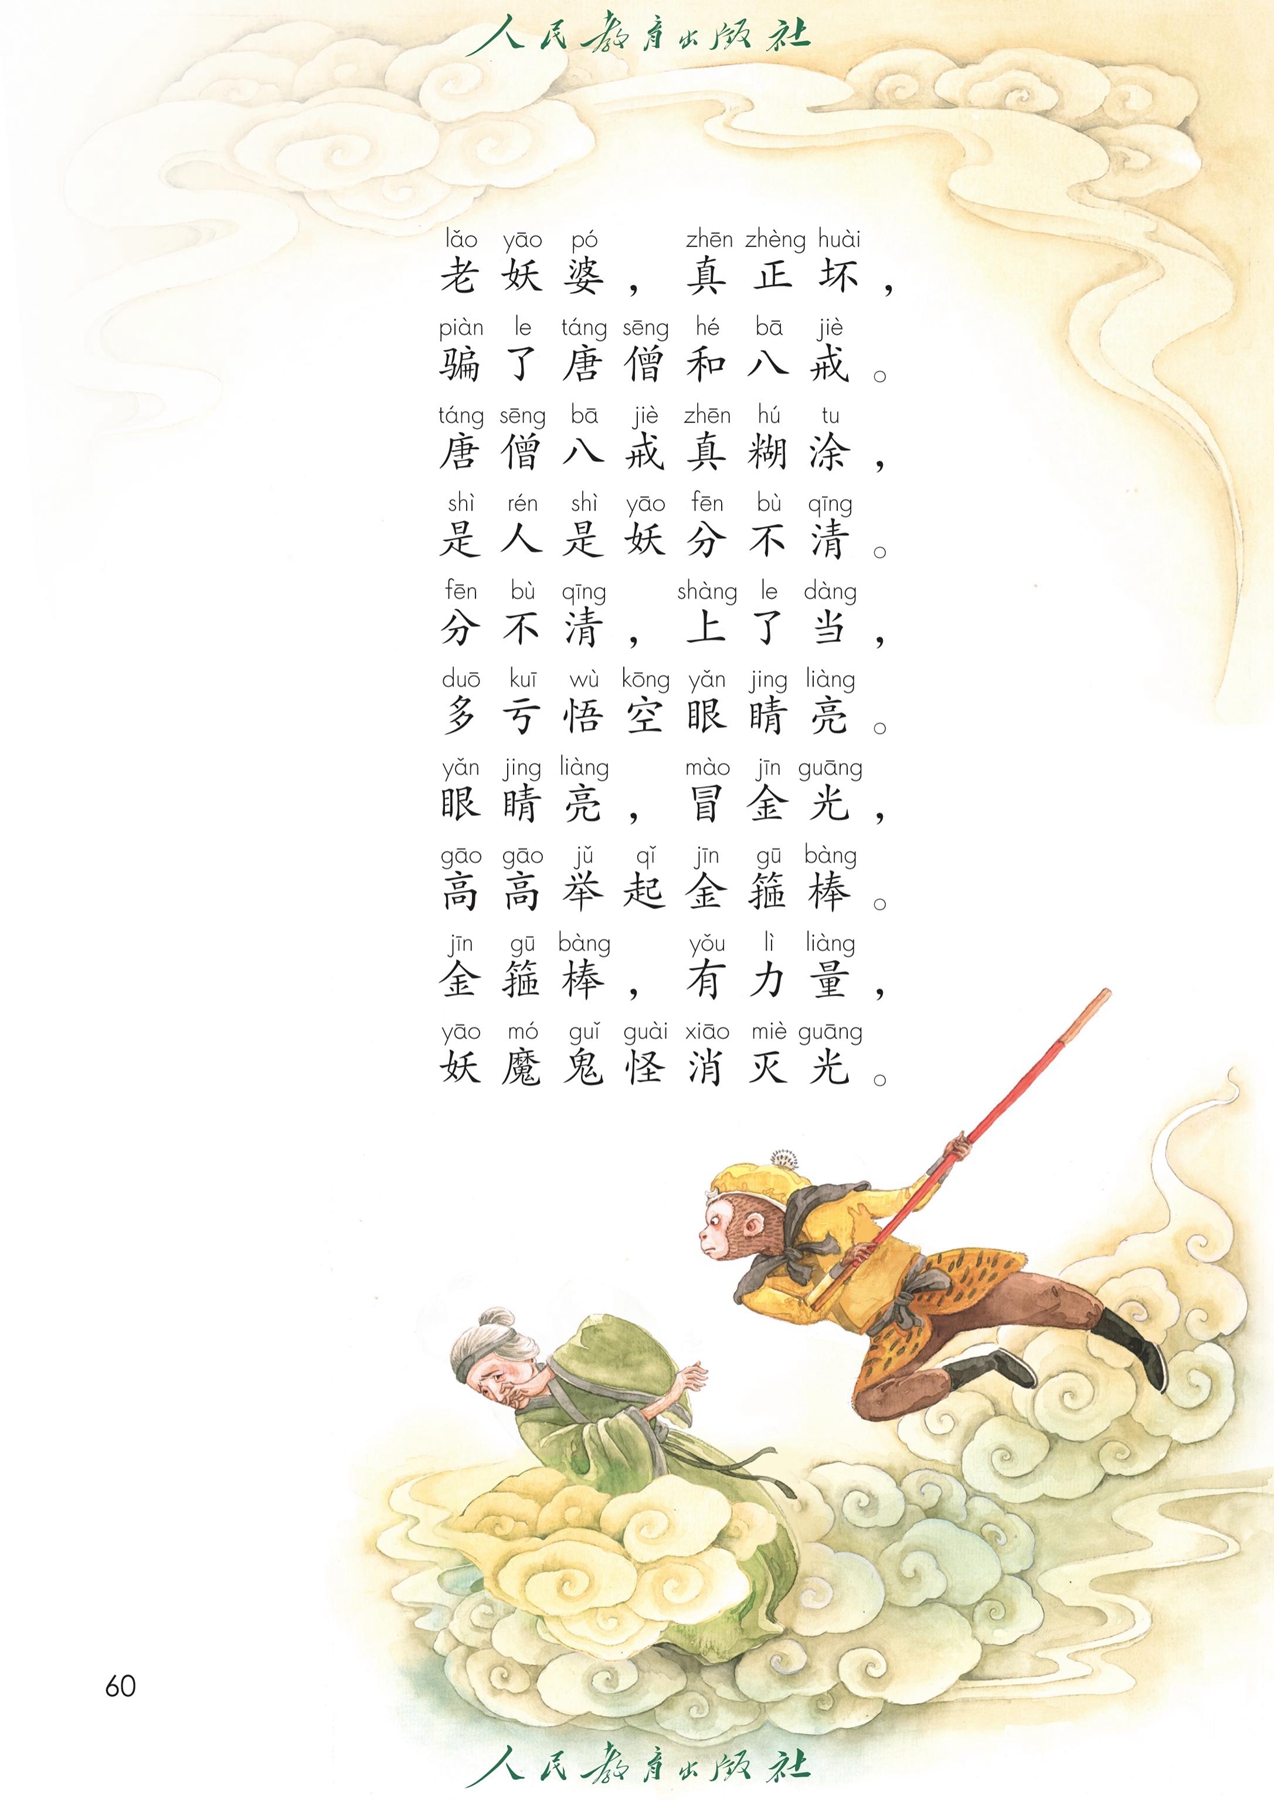 人民教育出版社
lǎo yāo pó zhēn zhèng huài
老妖婆，真正坏，
piàn le táng sēng hé bā jiè
骗了唐僧和八戒。
táng sēng bā jiè zhēn hú tu
唐僧八戒真糊涂，
shì rén shì yāo fēn bù qīng
是人是妖分不清。
fēn bù qīng shàng le dàng
分不清，上了当，
duō kuī wù kōng yǎn jing liàng
多亏悟空眼睛亮。
yǎn jing liàng mào jīn guāng
眼睛亮，冒金光，
gāo gāo jǔ qǐ jīn gū bàng
高高举起金箍棒。
jīn gū bàng yǒu lì liàng
金箍棒，有力量，
yāo mó guǐ guài xiāo miè guāng
妖魔鬼怪消灭光。
60
人民教育出版社